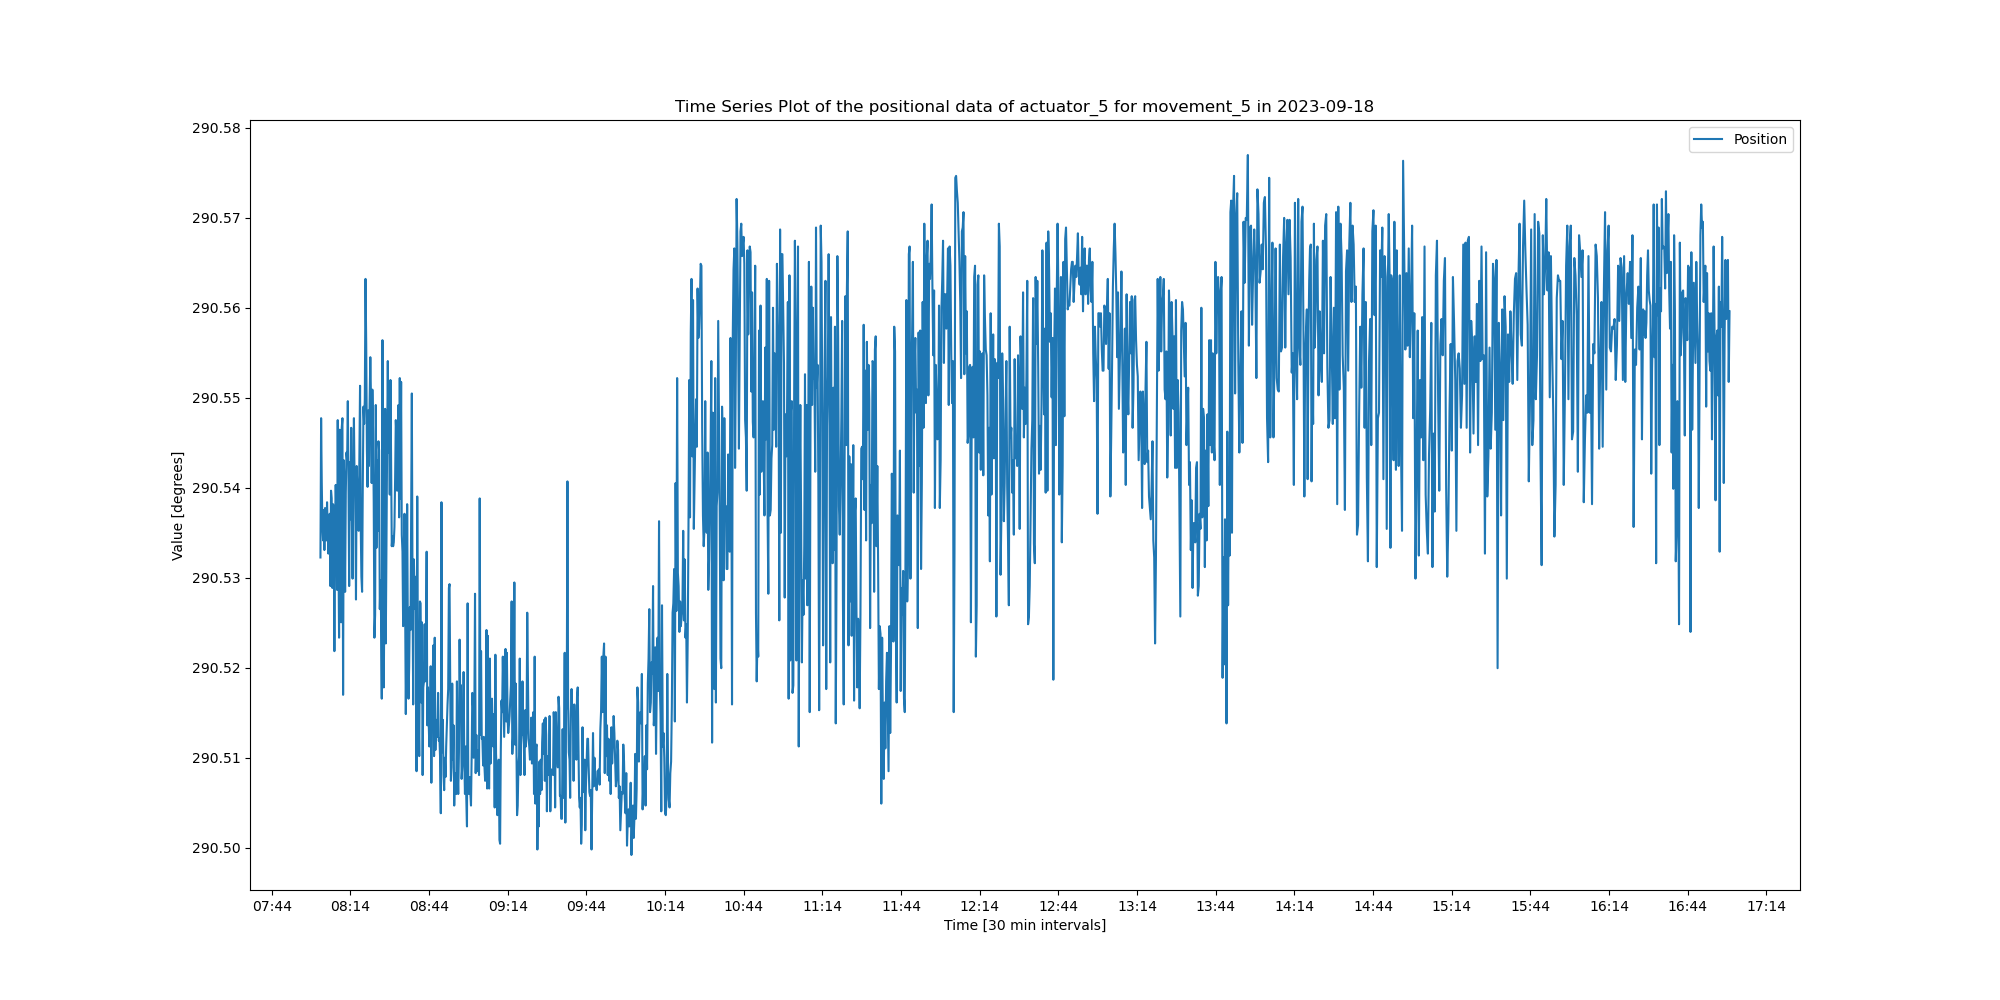 Time Series Plot of the positional data of actuator_5 for movement_5 in 2023-09-18
Position
290.58
290.57
290.56
290.55
290.54
290.53
290.52
290.51
290.50
Value [degrees]
07:44 08:14 08:44 09:14 09:44 10:14 10:44 11:14 11:44 12:14 12:44 13:14 13:44 14:14 14:44 15:14 15:44 16:14 16:44 17:14
Time [30 min intervals]